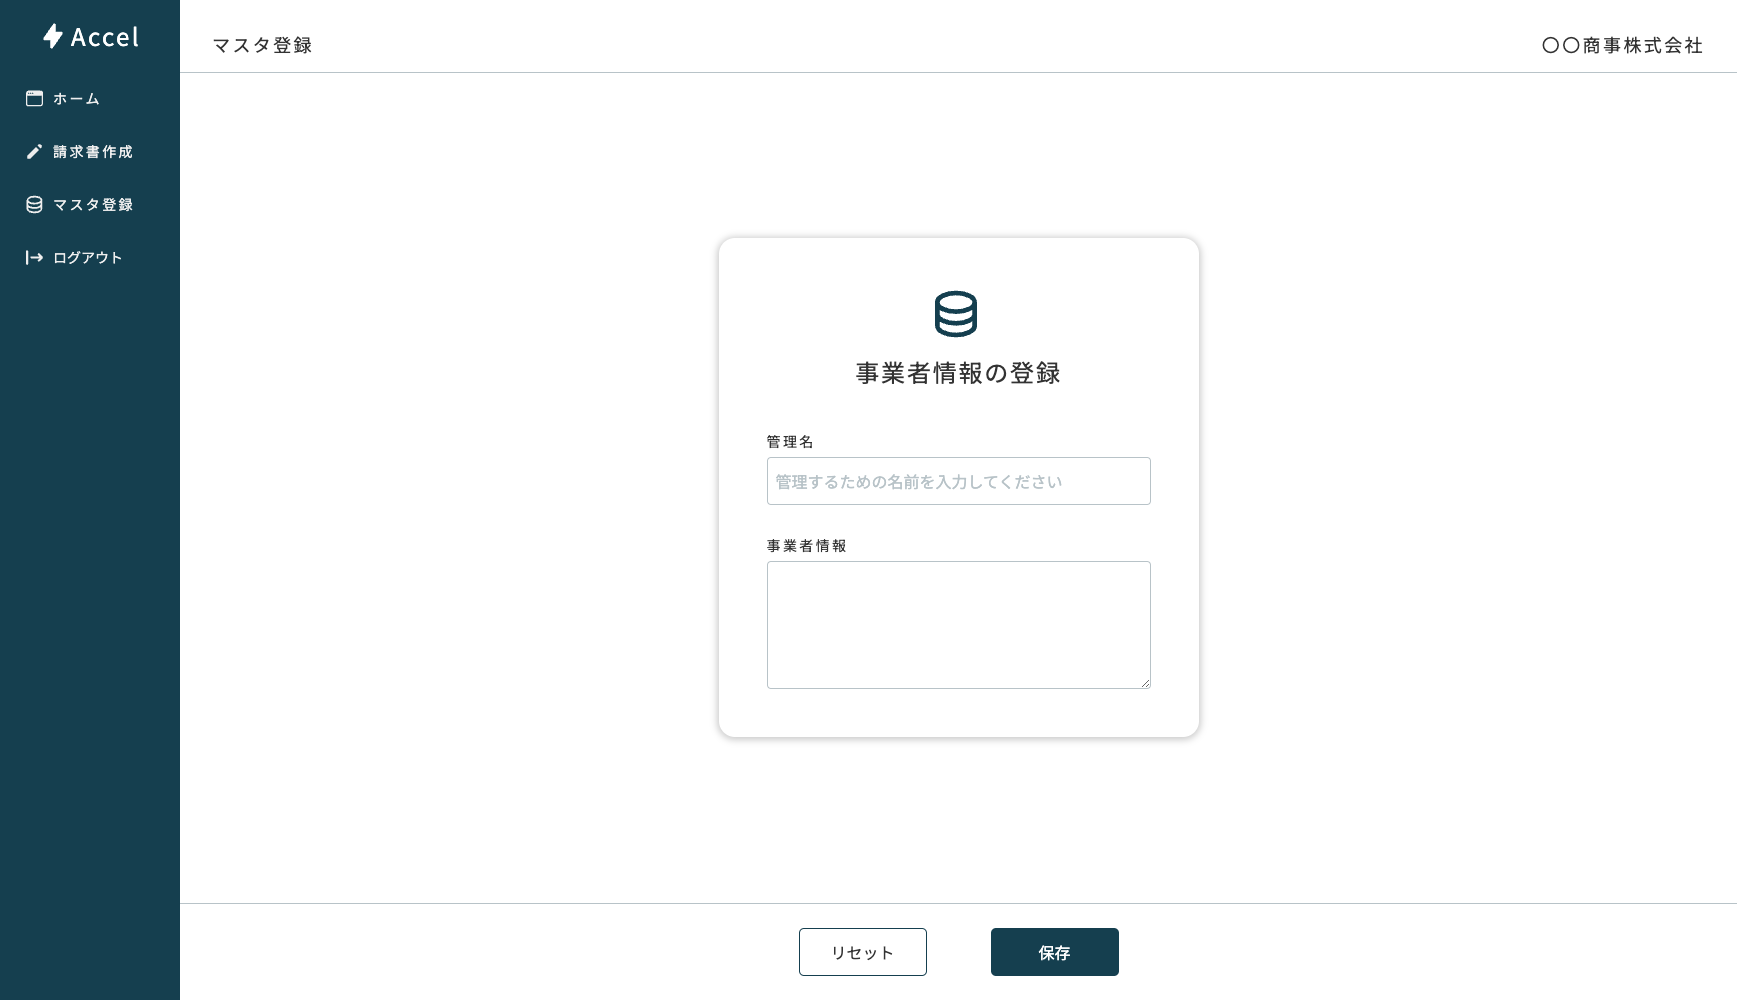 Accel
ホーム
請求書作成
マスタ登録
ログアウト
マスタ登録
〇〇商事株式会社
事業者情報の登録
管理名
管理するための名前を入力してください
事業者情報
リセット
保存